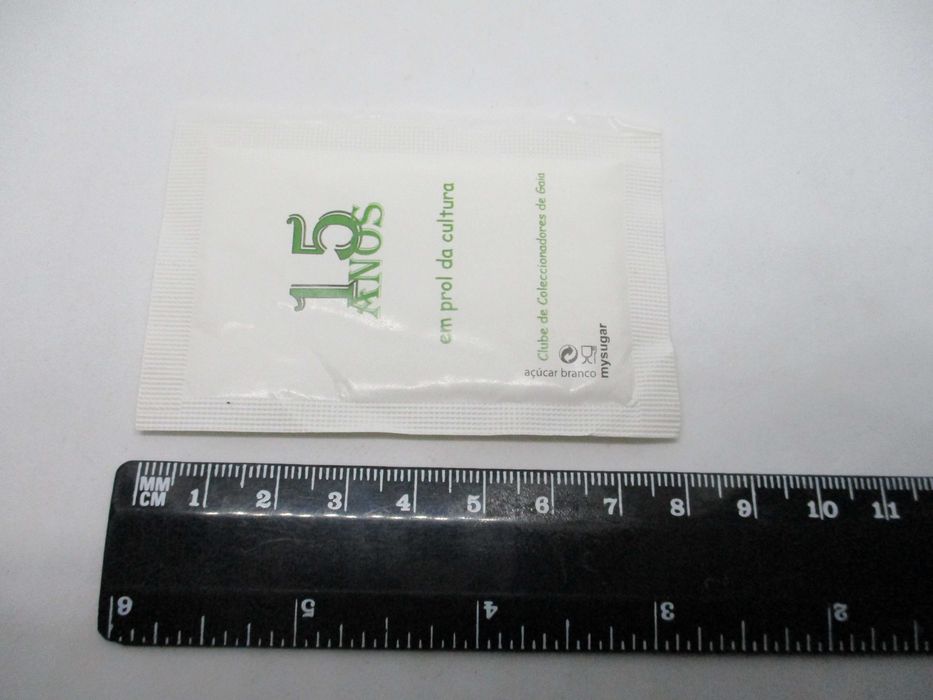 15
ANOS
em prol da cultura
Clube de Coleccionadores de Gaia
açúcar branco
mysugar
MM
CM
1 2 3 4 5 6 7 8 9 10 11
6 5 4 3 2